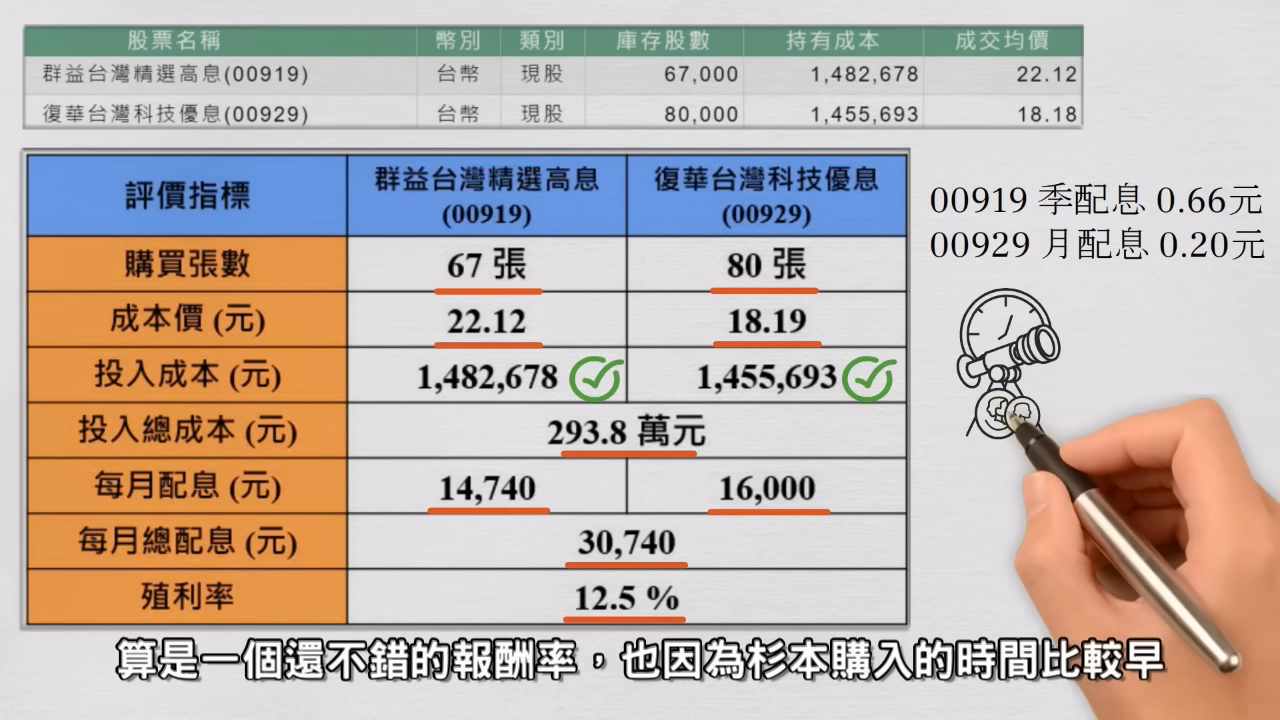 股票名稱 幣別 類別 庫存股數 持有成本 成交均價
群益台灣精選高息(00919) 台幣 現股 67,000 1,482,678 22.12
復華台灣科技優息(00929) 台幣 現股 80,000 1,455,693 18.18
評價指標 群益台灣精選高息 (00919) 復華台灣科技優息 (00929)
購買張數 67 張 80 張
成本價 (元) 22.12 18.19
投入成本 (元) 1,482,678 1,455,693
投入總成本 (元) 293.8 萬元
每月配息 (元) 14,740 16,000
每月總配息 (元) 30,740
殖利率 12.5 %
00919 季配息 0.66元
00929 月配息 0.20元
算是一個還不錯的報酬率，也因為杉本購入的時間比較早